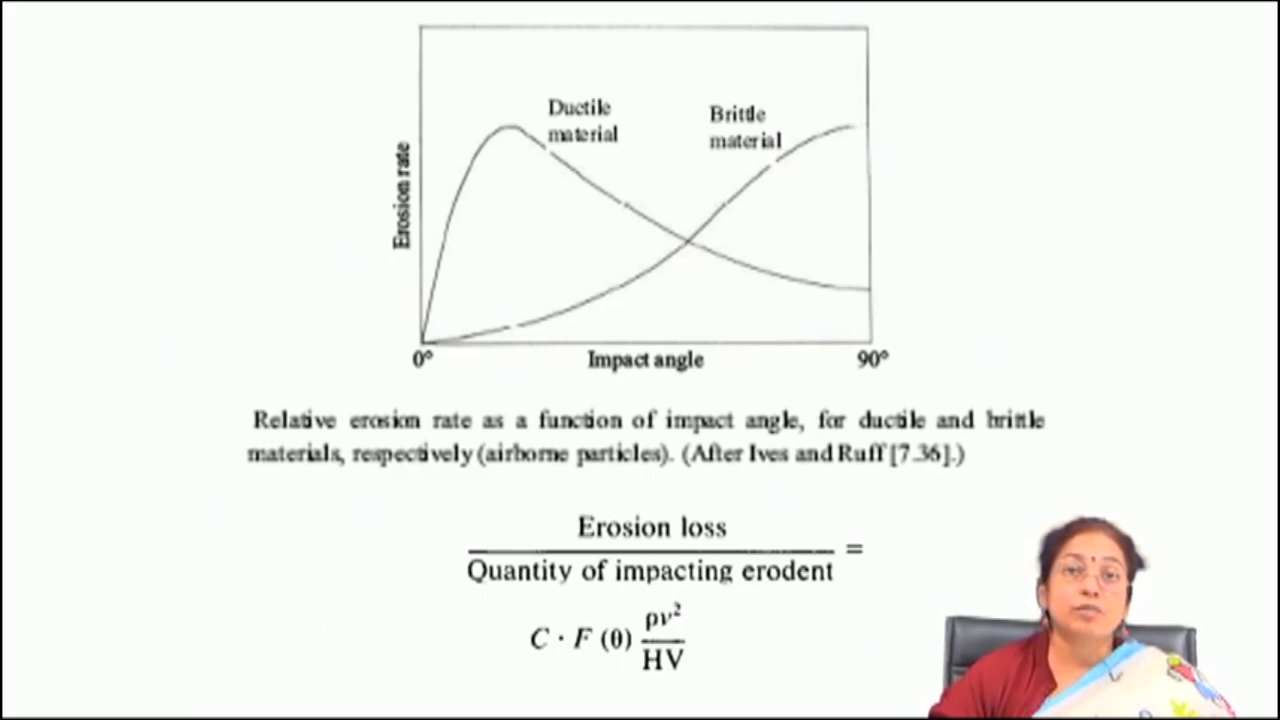 Ductile
material
Brittle
material
Erosion rate
0°
Impact angle
90°
Relative erosion rate as a function of impact angle, for ductile and brittle
materials, respectively (airborne particles). (After Ives and Ruff [7.36].)
Erosion loss
Quantity of impacting erodent =
C · F (θ) ρv²
HV